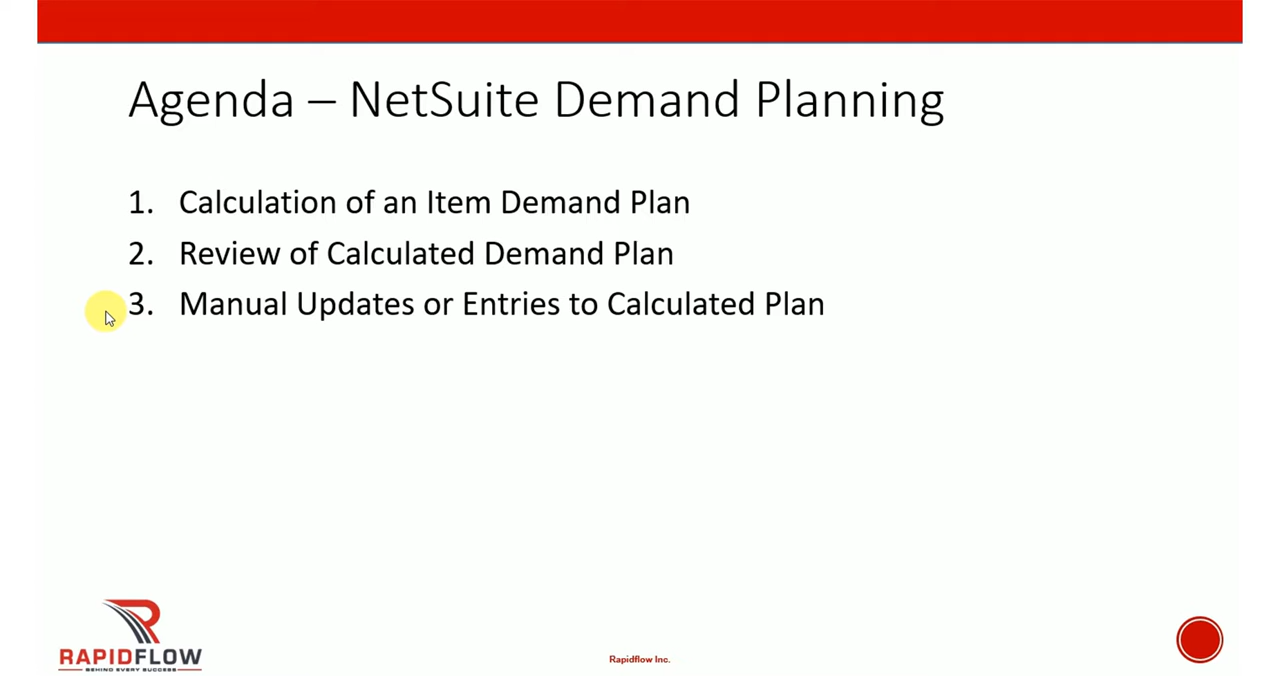 Agenda – NetSuite Demand Planning
1. Calculation of an Item Demand Plan
2. Review of Calculated Demand Plan
3. Manual Updates or Entries to Calculated Plan
RAPIDFLOW
BEHIND EVERY SUCCESS
Rapidflow Inc.